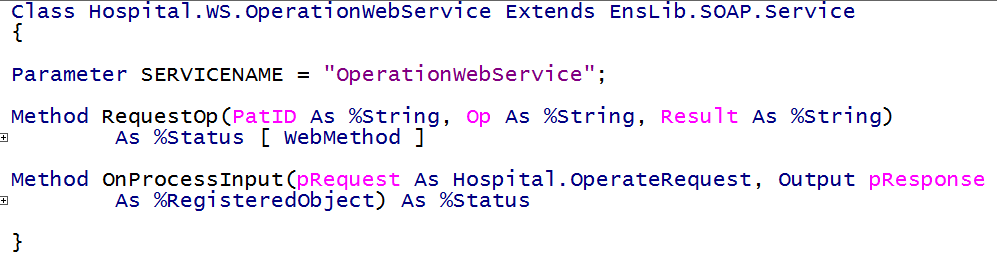 Class Hospital.WS.OperationWebService Extends EnsLib.SOAP.Service
{
Parameter SERVICENAME = "OperationWebService";
Method RequestOp(PatID As %String, Op As %String, Result As %String)
As %Status [ WebMethod ]
Method OnProcessInput(pRequest As Hospital.OperateRequest, Output pResponse
As %RegisteredObject) As %Status
}